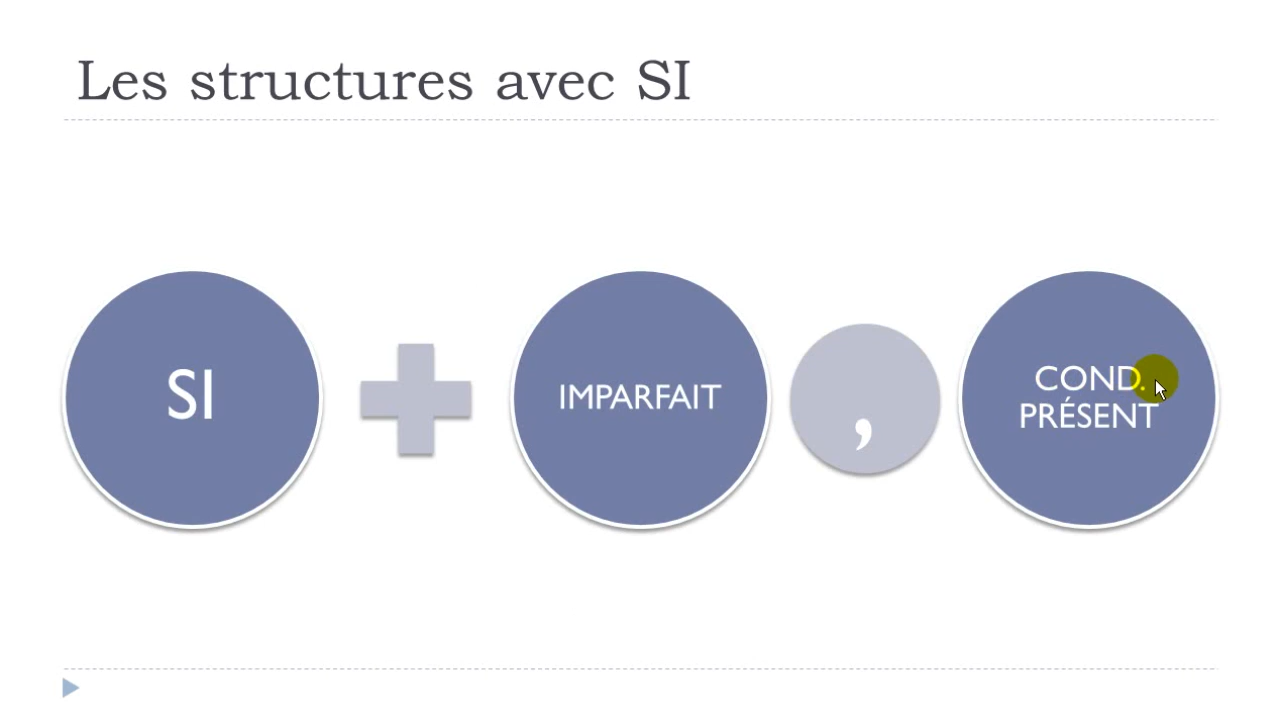 Les structures avec SI
SI
IMPARFAIT
,
COND.
PRÉSENT